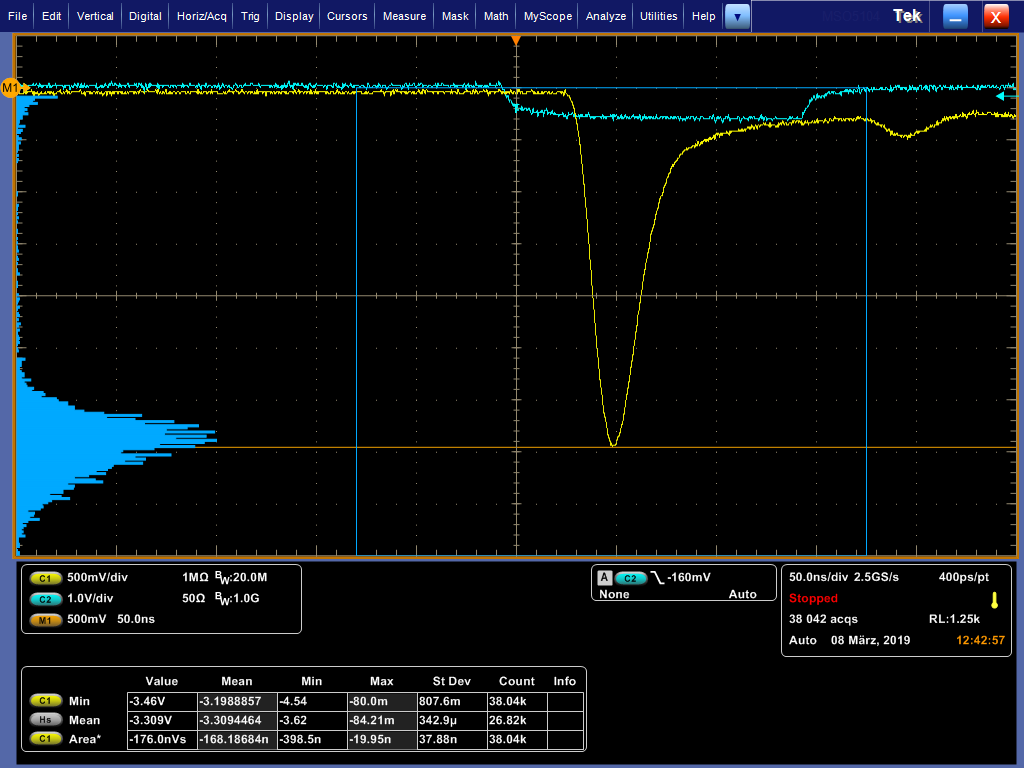 File Edit Vertical Digital Horiz/Acq Trig Display Cursors Measure Mask Math MyScope Analyze Utilities Help Tek X
M1
C1 500mV/div 1MΩ BW:20.0M
C2 1.0V/div 50Ω BW:1.0G
M1 500mV 50.0ns
A C2 -160mV
None Auto
50.0ns/div 2.5GS/s 400ps/pt
Stopped
38 042 acqs RL:1.25k
Auto 08 März, 2019 12:42:57
Value Mean Min Max St Dev Count Info
C1 Min -3.46V -3.1988857 -4.54 -80.0m 807.6m 38.04k
Hs Mean -3.309V -3.3094464 -3.62 -84.21m 342.9µ 26.82k
C1 Area* -176.0nVs -168.18684n -398.5n -19.95n 37.88n 38.04k